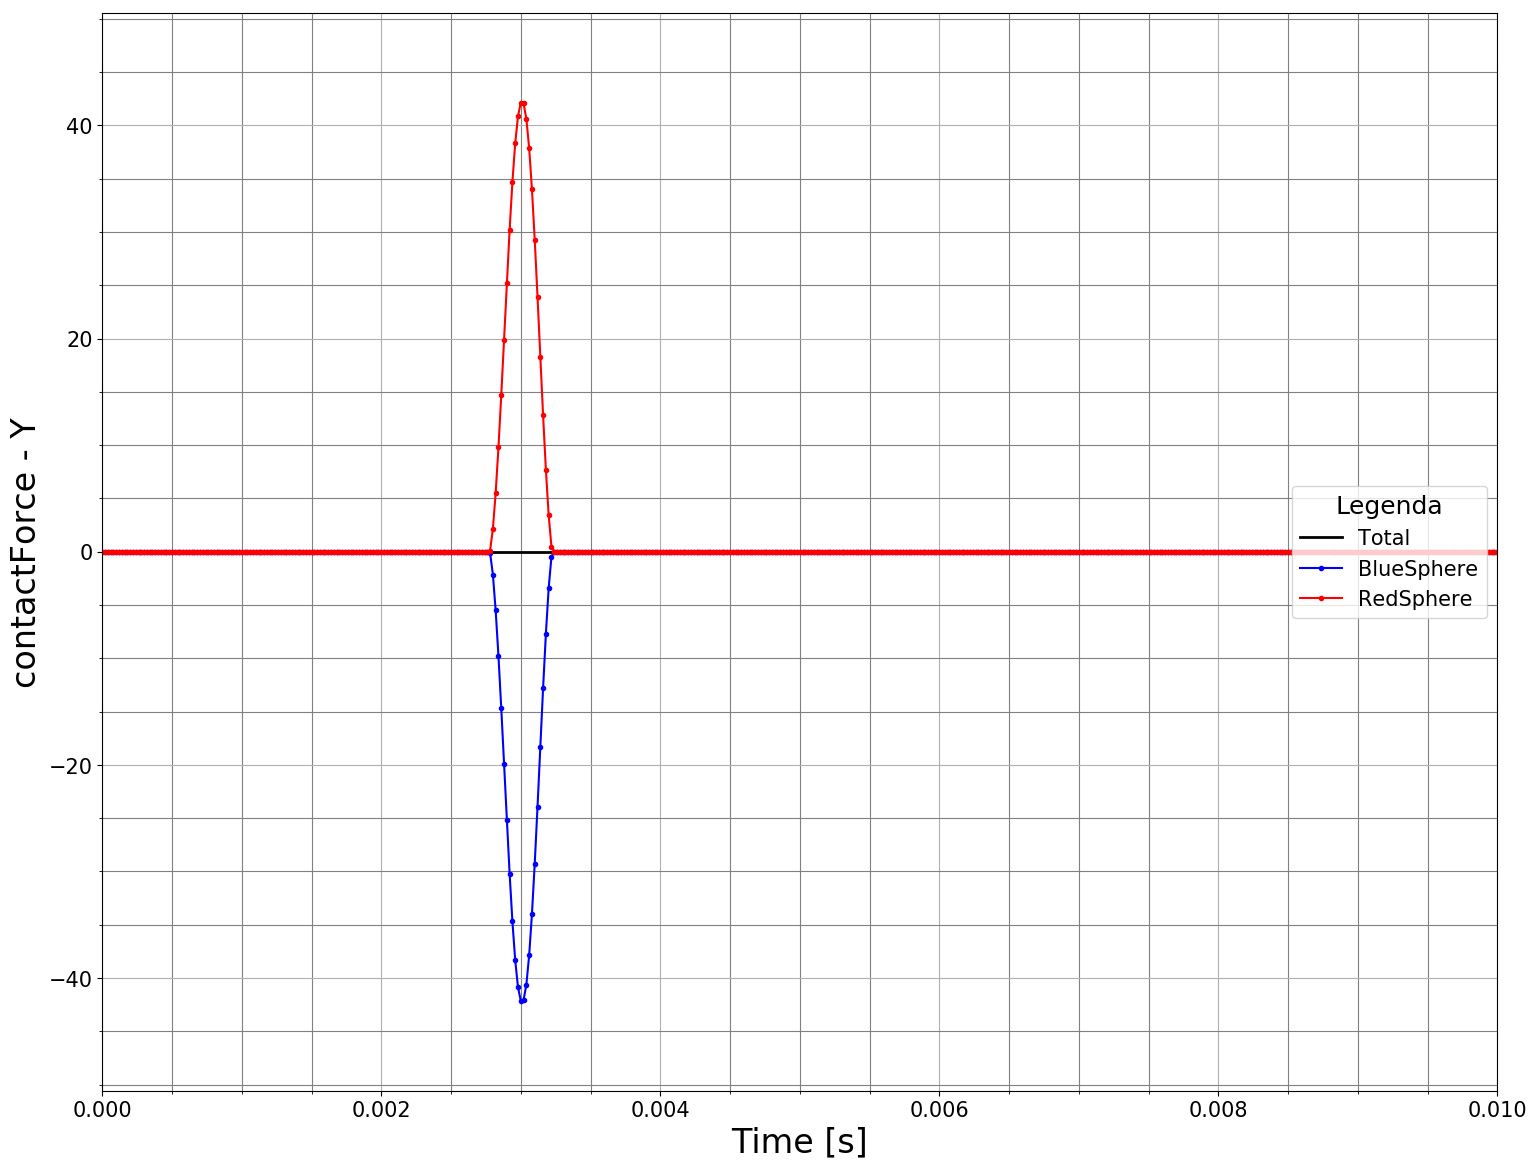 contactForce - Y
40
20
0
−20
−40
Legenda
Total
BlueSphere
RedSphere
0.000 0.002 0.004 0.006 0.008 0.010
Time [s]